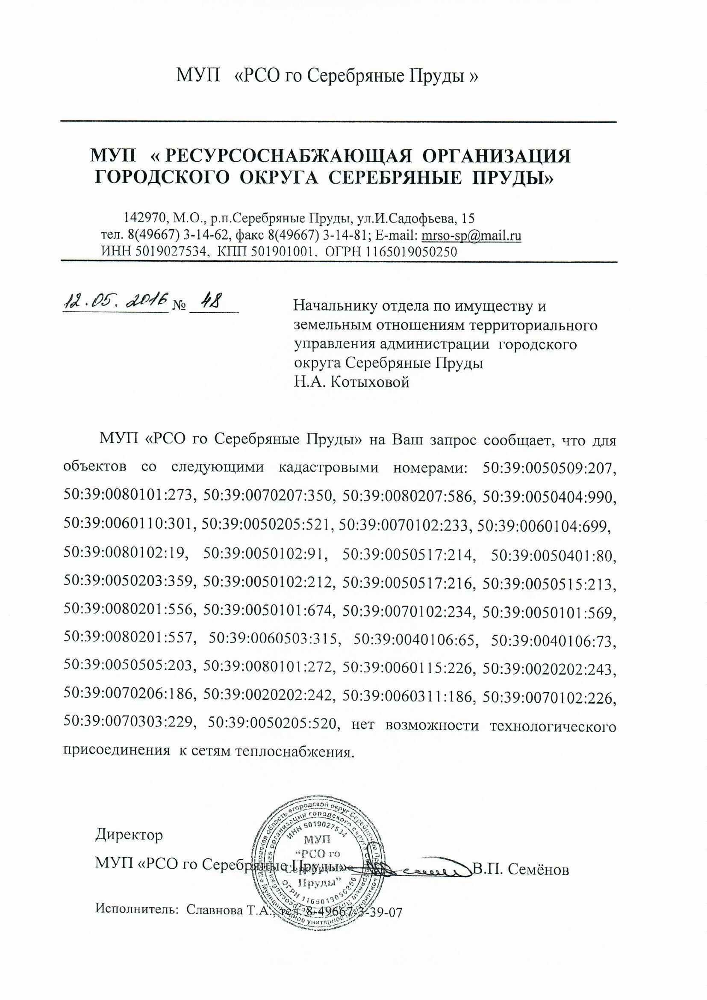 МУП «РСО го Серебряные Пруды »
МУП « РЕСУРСОСНАБЖАЮЩАЯ ОРГАНИЗАЦИЯ
ГОРОДСКОГО ОКРУГА СЕРЕБРЯНЫЕ ПРУДЫ»
142970, М.О., р.п.Серебряные Пруды, ул.И.Садофьева, 15
тел. 8(49667) 3-14-62, факс 8(49667) 3-14-81; E-mail: mrso-sp@mail.ru
ИНН 5019027534, КПП 501901001. ОГРН 1165019050250
12.05.2016 № 48
Начальнику отдела по имуществу и
земельным отношениям территориального
управления администрации городского
округа Серебряные Пруды
Н.А. Котыховой
МУП «РСО го Серебряные Пруды» на Ваш запрос сообщает, что для
объектов со следующими кадастровыми номерами: 50:39:0050509:207,
50:39:0080101:273, 50:39:0070207:350, 50:39:0080207:586, 50:39:0050404:990,
50:39:0060110:301, 50:39:0050205:521, 50:39:0070102:233, 50:39:0060104:699,
50:39:0080102:19, 50:39:0050102:91, 50:39:0050517:214, 50:39:0050401:80,
50:39:0050203:359, 50:39:0050102:212, 50:39:0050517:216, 50:39:0050515:213,
50:39:0080201:556, 50:39:0050101:674, 50:39:0070102:234, 50:39:0050101:569,
50:39:0080201:557, 50:39:0060503:315, 50:39:0040106:65, 50:39:0040106:73,
50:39:0050505:203, 50:39:0080101:272, 50:39:0060115:226, 50:39:0020202:243,
50:39:0070206:186, 50:39:0020202:242, 50:39:0060311:186, 50:39:0070102:226,
50:39:0070303:229, 50:39:0050205:520, нет возможности технологического
присоединения к сетям теплоснабжения.
Директор
МУП «РСО го Серебряные Пруды» В.П. Семёнов
Исполнитель: Славнова Т.А., тел. 8-49667-3-39-07
Московская область *городской округ Серебряные Пруды*
Муниципальное унитарное предприятие*
организация городского округа
ИНН 5019027534
МУП
“РСО го
Серебряные
Пруды”
ОГРН 1165019050250